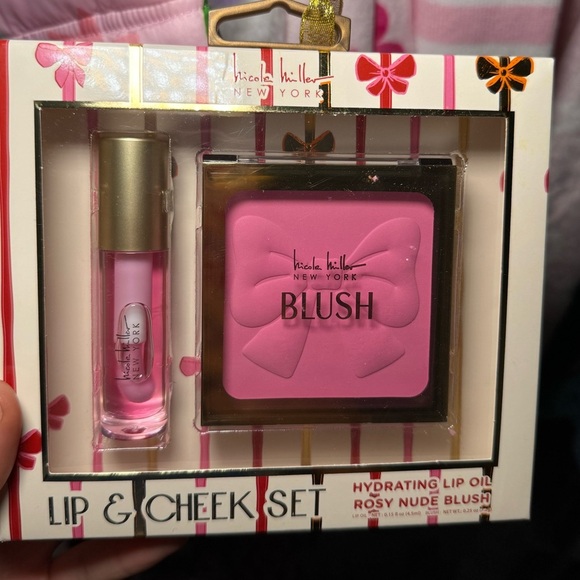 nicole miller
NEW YORK
nicole miller
NEW YORK
nicole miller
NEW YORK
BLUSH
LIP & CHEEK SET
HYDRATING LIP OIL
ROSY NUDE BLUSH